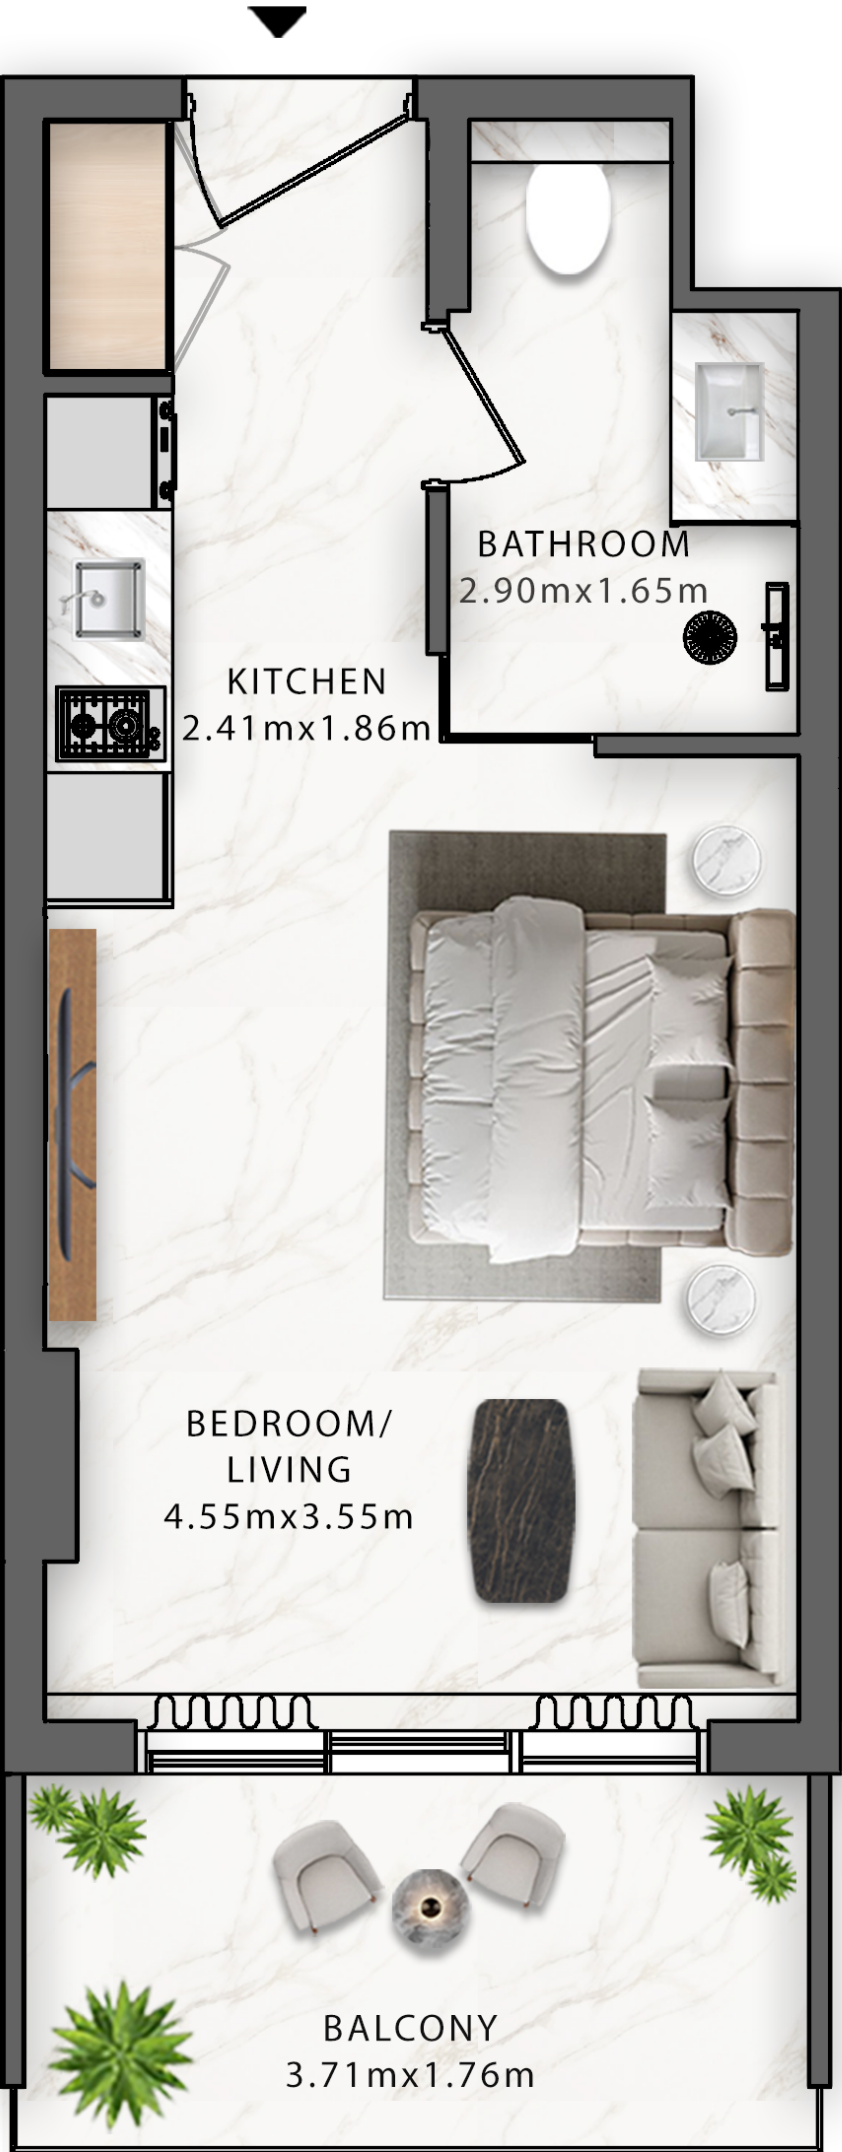 BATHROOM
2.90mx1.65m
KITCHEN
2.41mx1.86m
BEDROOM/
LIVING
4.55mx3.55m
BALCONY
3.71mx1.76m